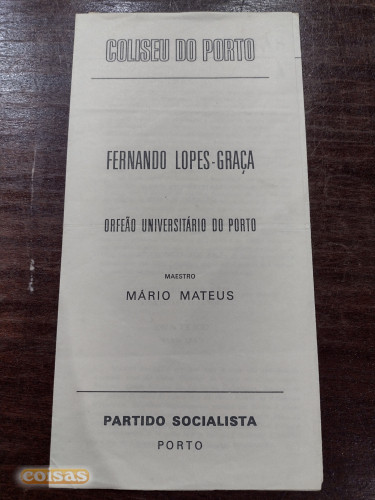 COLISEU DO PORTO
FERNANDO LOPES-GRAÇA
ORFEÃO UNIVERSITÁRIO DO PORTO
MAESTRO
MÁRIO MATEUS
PARTIDO SOCIALISTA
PORTO
coisas